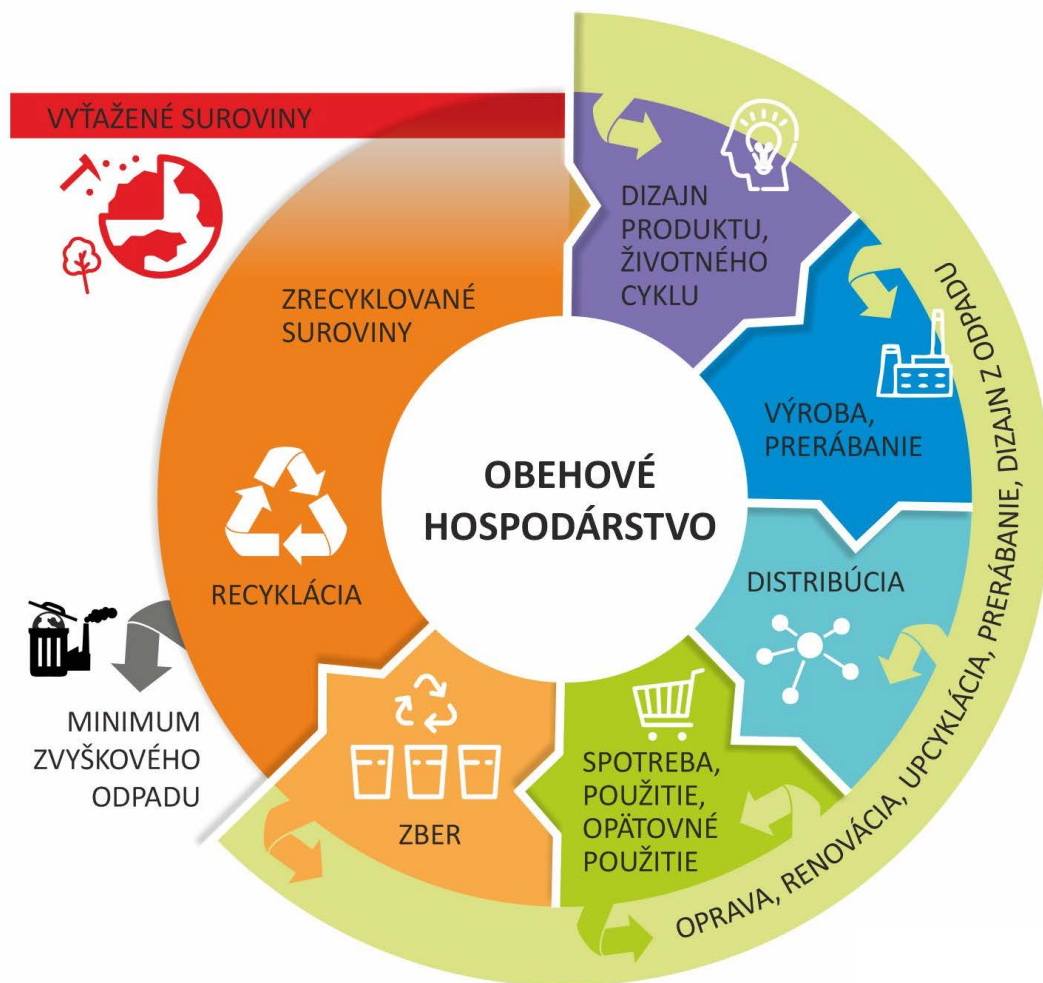 VYŤAŽENÉ SUROVINY
DIZAJN
PRODUKTU,
ŽIVOTNÉHO
CYKLU
ZRECYKLOVANÉ
SUROVINY
VÝROBA,
PRERÁBANIE
OBEHOVÉ
HOSPODÁRSTVO
DISTRIBÚCIA
RECYKLÁCIA
MINIMUM
ZVYŠKOVÉHO
ODPADU
SPOTREBA,
POUŽITIE,
OPÄTOVNÉ
POUŽITIE
ZBER
OPRAVA, RENOVÁCIA, UPCYKLÁCIA, PRERÁBANIE, DIZAJN Z ODPADU